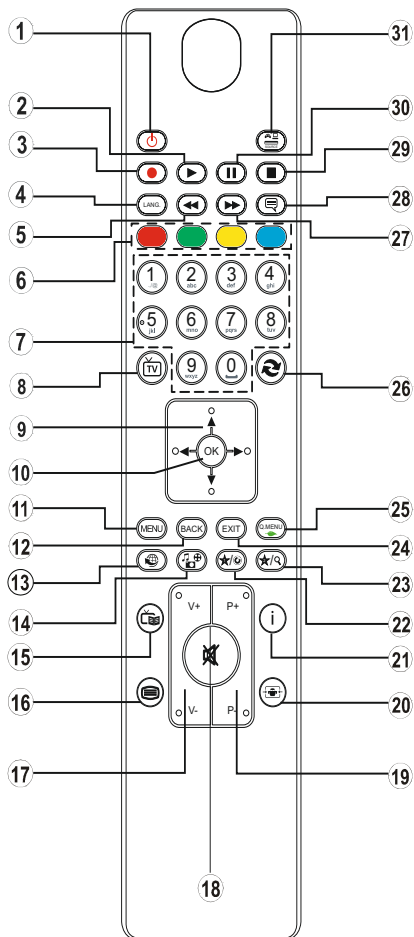 1
31
2
30
3
29
4
LANG.
28
5
27
6
1
.-/@
2
abc
3
def
4
ghi
7
5
jkl
6
mno
7
pqrs
8
tuv
8
TV
9
wxyz
0
26
9
10
OK
11
MENU
BACK
EXIT
Q.MENU
25
12
24
13
23
14
22
15
V+
P+
i
21
16
20
17
V-
P-
19
18